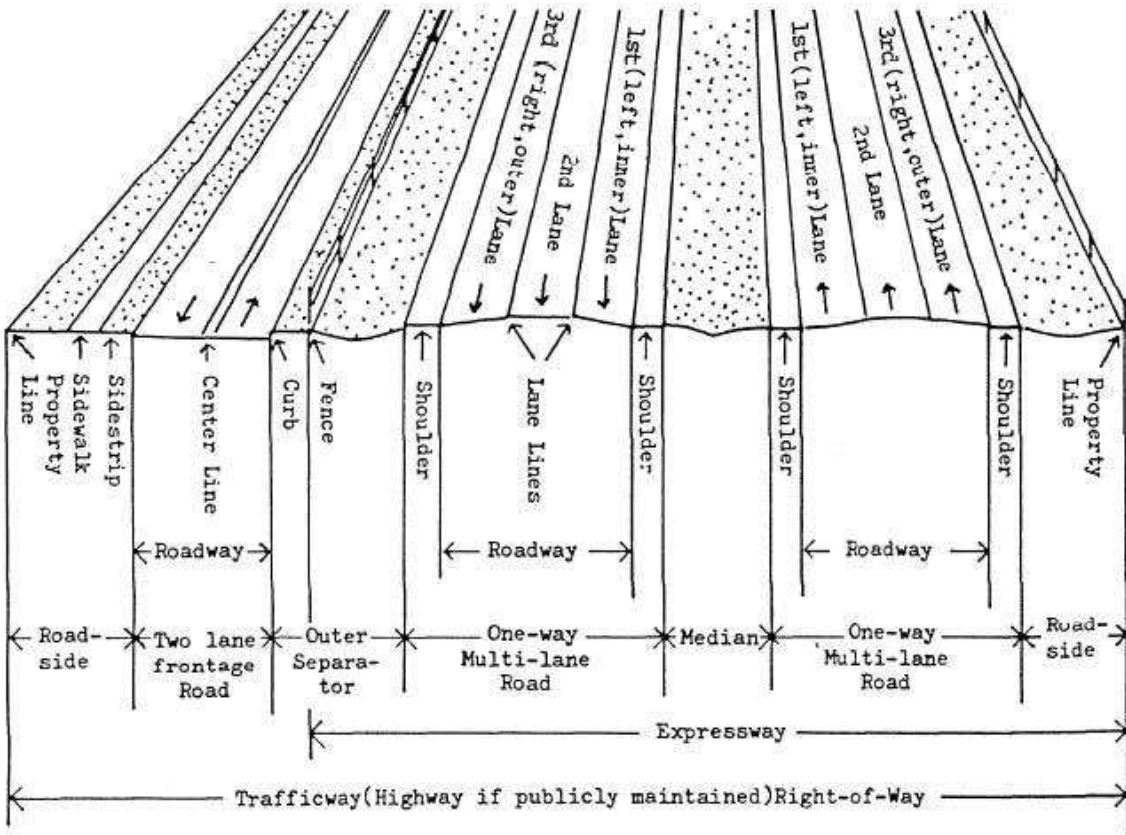 3rd (right,outer)Lane
2nd Lane
1st(left,inner)Lane
1st(left,inner)Lane
2nd Lane
3rd(right,outer)Lane
Property
Line
Sidewalk
Sidestrip
Center Line
Curb
Fence
Shoulder
Lane Lines
Shoulder
Shoulder
Shoulder
Property
Line
Roadway
Roadway
Roadway
Road-
side
Two lane
frontage
Road
Outer
Separa-
tor
One-way
Multi-lane
Road
Median
One-way
Multi-lane
Road
Road-
side
Expressway
Trafficway(Highway if publicly maintained)Right-of-Way